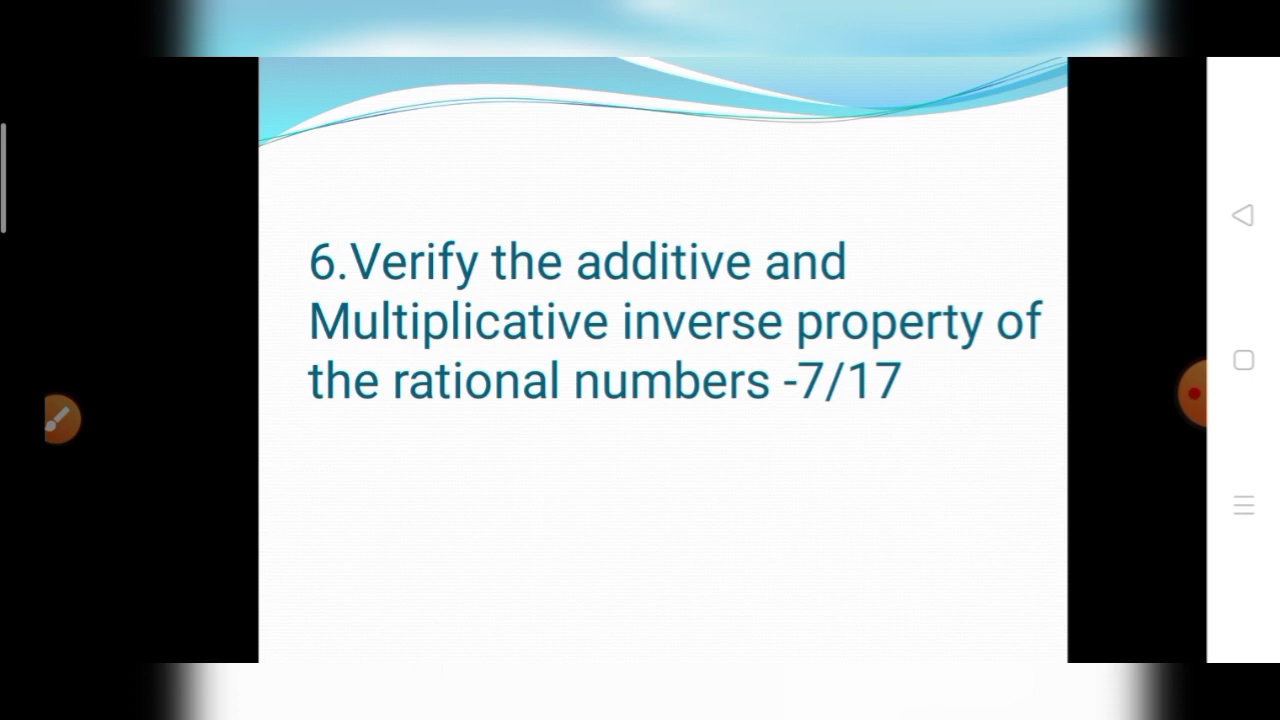 6.Verify the additive and
Multiplicative inverse property of
the rational numbers -7/17